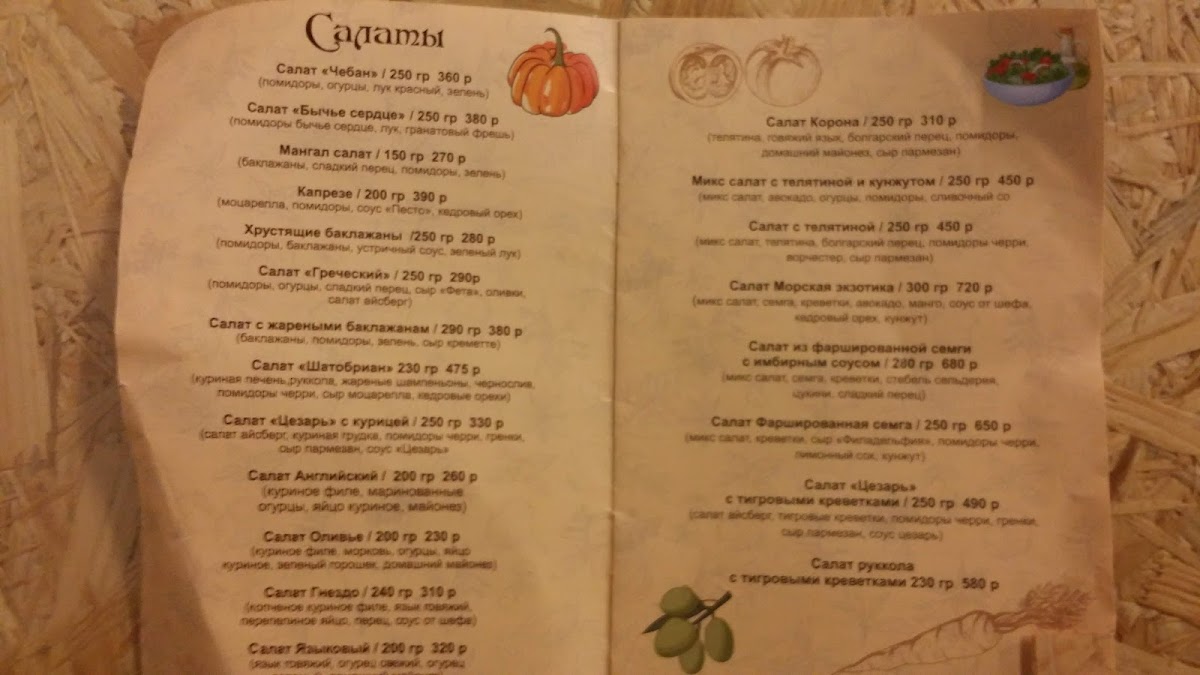 Салаты
Салат «Чебан» / 250 гр 360 р
(помидоры, огурцы, лук красный, зелень)
Салат «Бычье сердце» / 250 гр 380 р
(помидоры бычье сердце, лук, гранатовый фрешь)
Мангал салат / 150 гр 270 р
(баклажаны, сладкий перец, помидоры, зелень)
Капрезе / 200 гр 390 р
(моцарелла, помидоры, соус «Песто», кедровый орех)
Хрустящие баклажаны /250 гр 280 р
(помидоры, баклажаны, устричный соус, зеленый лук)
Салат «Греческий» / 250 гр 290р
(помидоры, огурцы, сладкий перец, сыр «Фета», оливки,
салат айсберг)
Салат с жареными баклажанам / 290 гр 380 р
(баклажаны, помидоры, зелень, сыр креметте)
Салат «Шатобриан» 230 гр 475 р
(куриная печень,руккола, жареные шампеньоны, чернослив,
помидоры черри, сыр моцарелла, кедровые орехи)
Салат «Цезарь» с курицей / 250 гр 330 р
(салат айсберг, куриная грудка, помидоры черри, гренки,
сыр пармезан, соус «Цезарь»
Салат Английский / 200 гр 260 р
(куриное филе, маринованные
огурцы, яйцо куриное, майонез)
Салат Оливье / 200 гр 230 р
(куриное филе, морковь, огурцы, яйцо
куриное, зеленый горошек, домашний майонез)
Салат Гнездо / 240 гр 310 р
(копченое куриное филе, язык говяжий,
перепелиное яйцо, перец, соус от шефа)
Салат Языковый / 200 гр 320 р
(язык говяжий, огурец свежий, огурец
Салат Корона / 250 гр 310 р
(телятина, говяжий язык, болгарский перец, помидоры,
домашний майонез, сыр пармезан)
Микс салат с телятиной и кунжутом / 250 гр 450 р
(микс салат, авокадо, огурцы, помидоры, сливочный со
Салат с телятиной / 250 гр 450 р
(микс салат, телятина, болгарский перец, помидоры черри,
ворчестер, сыр пармезан)
Салат Морская экзотика / 300 гр 720 р
(микс салат, семга, креветки, авокадо, манго, соус от шефа,
кедровый орех, кунжут)
Салат из фаршированной семги
с имбирным соусом / 280 гр 680 р
(микс салат, семга, креветки, стебель сельдерея,
цукини, сладкий перец)
Салат Фаршированная семга / 250 гр 650 р
(микс салат, креветки, сыр «Филадельфия», помидоры черри,
лимонный сок, кунжут)
Салат «Цезарь»
с тигровыми креветками / 250 гр 490 р
(салат айсберг, тигровые креветки, помидоры черри, гренки,
сыр пармезан, соус цезарь)
Салат руккола
с тигровыми креветками 230 гр 580 р